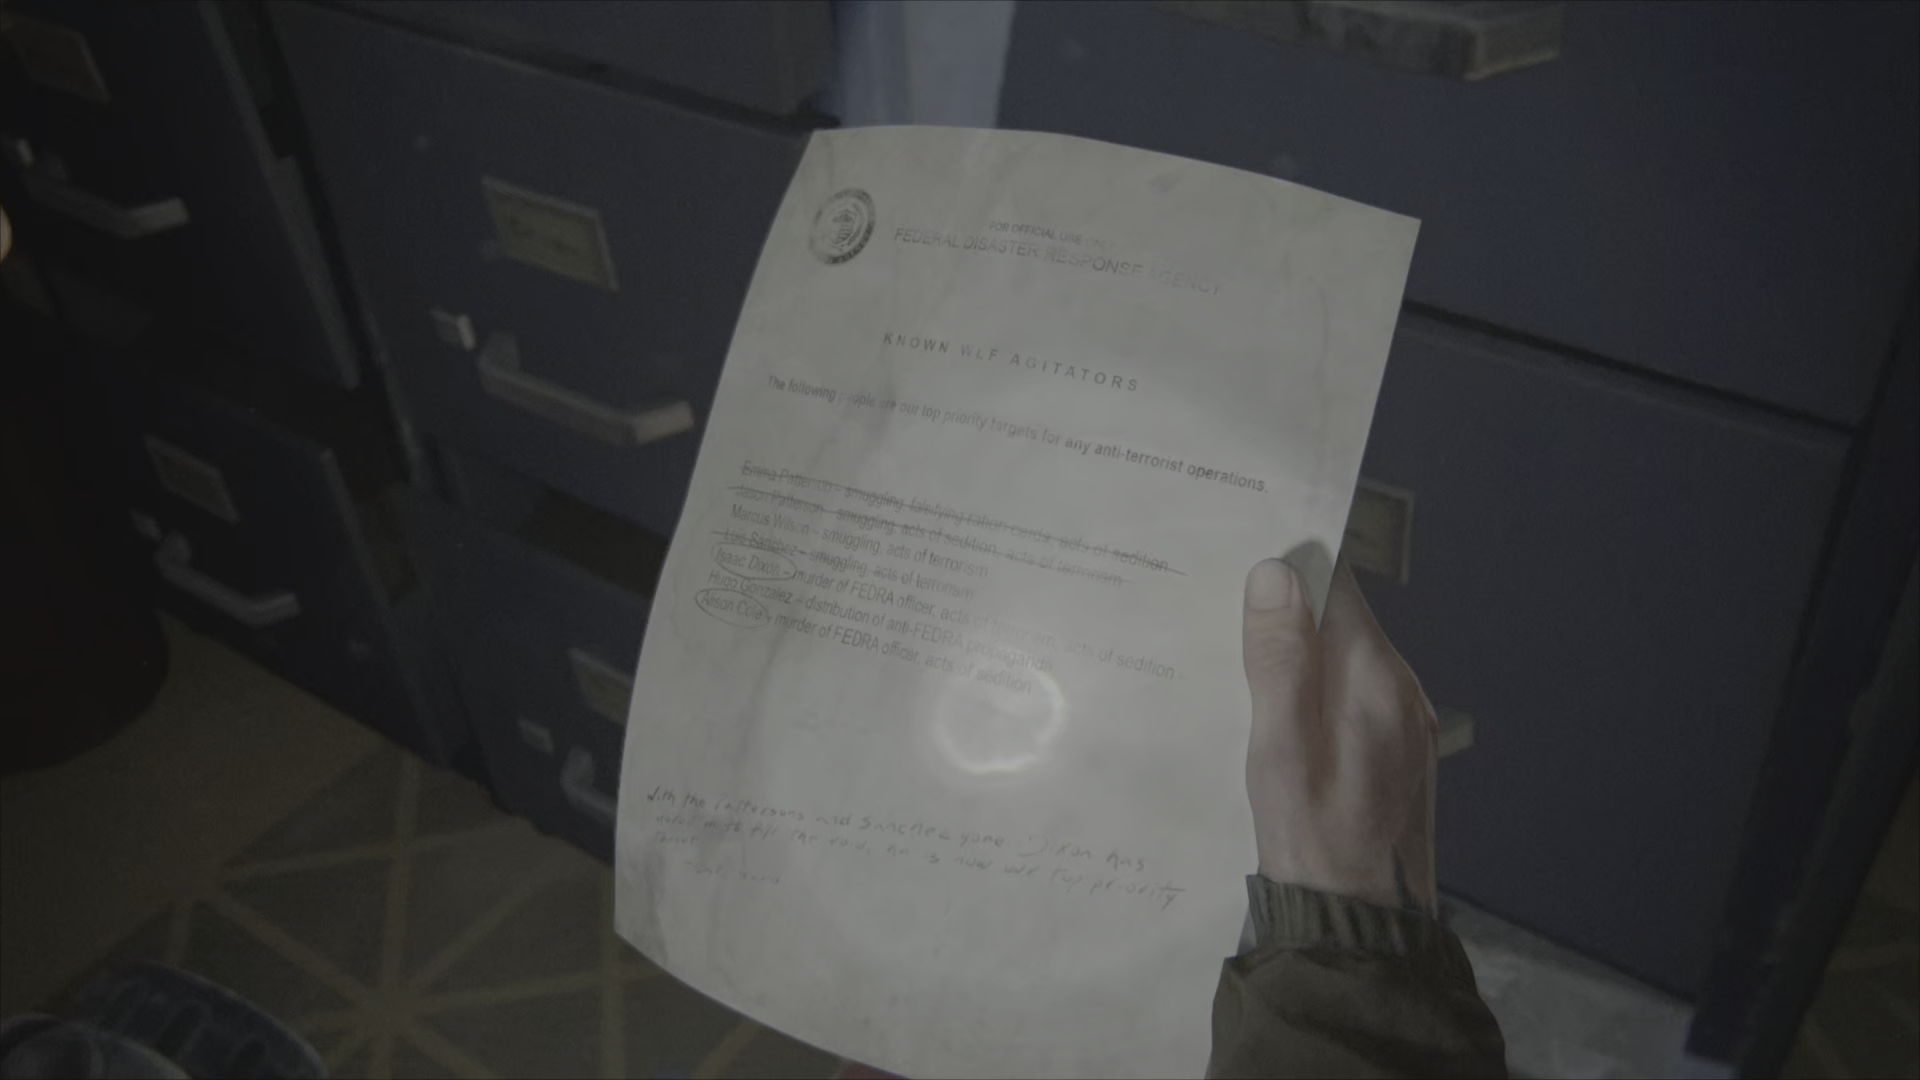 FOR OFFICIAL USE ONLY
FEDERAL DISASTER RESPONSE AGENCY
KNOWN WLF AGITATORS
The following people are our top priority targets for any anti-terrorist operations.
Emma Patterson - smuggling, falsifying ration cards, acts of sedition
Jason Patterson - smuggling, acts of sedition, acts of terrorism
Marcus Wilson - smuggling, acts of terrorism
Luis Sanchez - smuggling, acts of terrorism
Isaac Dixon - murder of FEDRA officer, acts of terrorism, acts of sedition
Hugo Gonzalez - distribution of anti-FEDRA propaganda
Alison Cole - murder of FEDRA officer, acts of sedition
With the Pattersons and Sanchez gone Dixon has
to fill the void, he is now our top priority